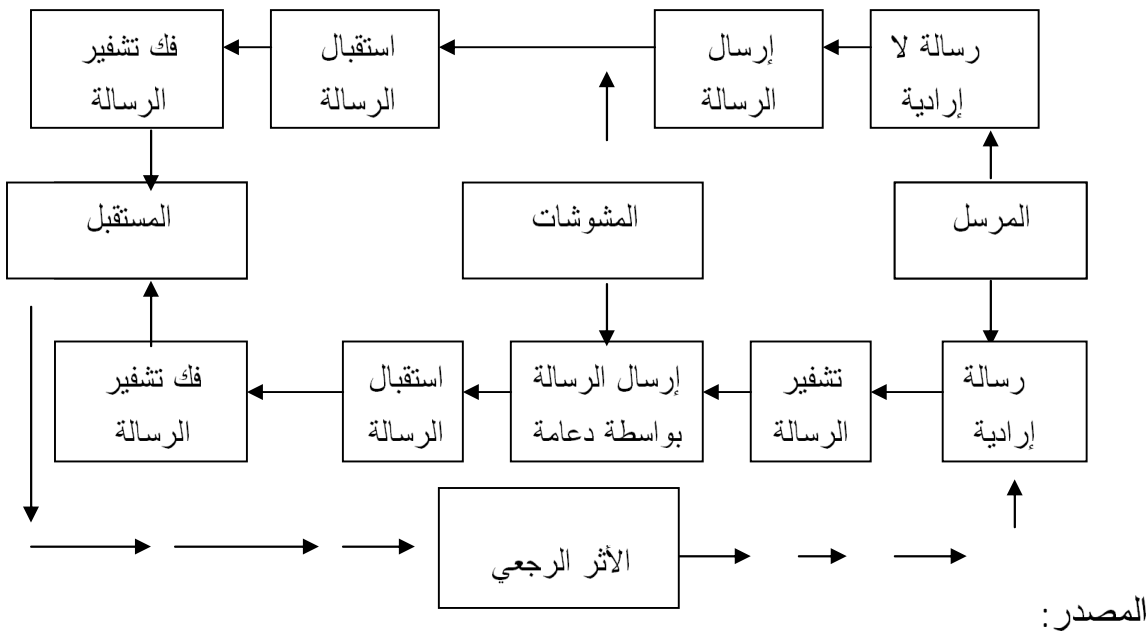 رسالة لا
إرادية
إرسال
الرسالة
استقبال
الرسالة
فك تشفير
الرسالة
المرسل
المشوشات
المستقبل
رسالة
إرادية
تشفير
الرسالة
إرسال الرسالة
بواسطة دعامة
استقبال
الرسالة
فك تشفير
الرسالة
الأثر الرجعي
المصدر: